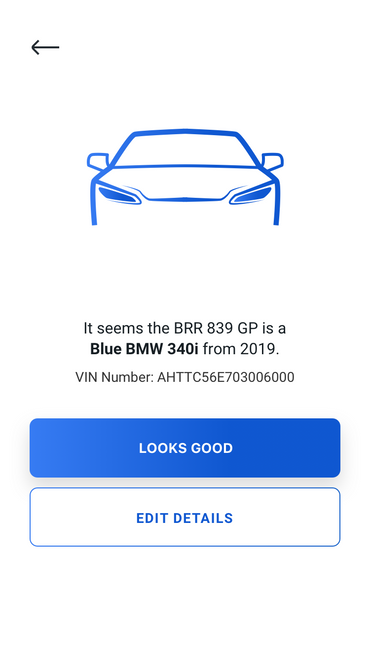 It seems the BRR 839 GP is a
Blue BMW 340i from 2019.
VIN Number: AHTTC56E703006000
LOOKS GOOD
EDIT DETAILS